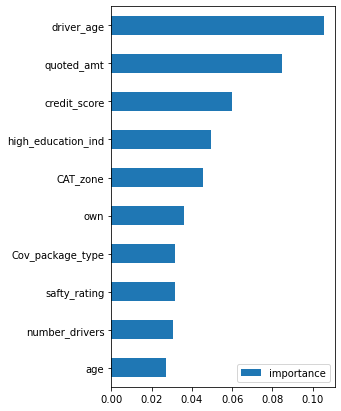 driver_age
quoted_amt
credit_score
high_education_ind
CAT_zone
own
Cov_package_type
safty_rating
number_drivers
age
importance
0.00 0.02 0.04 0.06 0.08 0.10